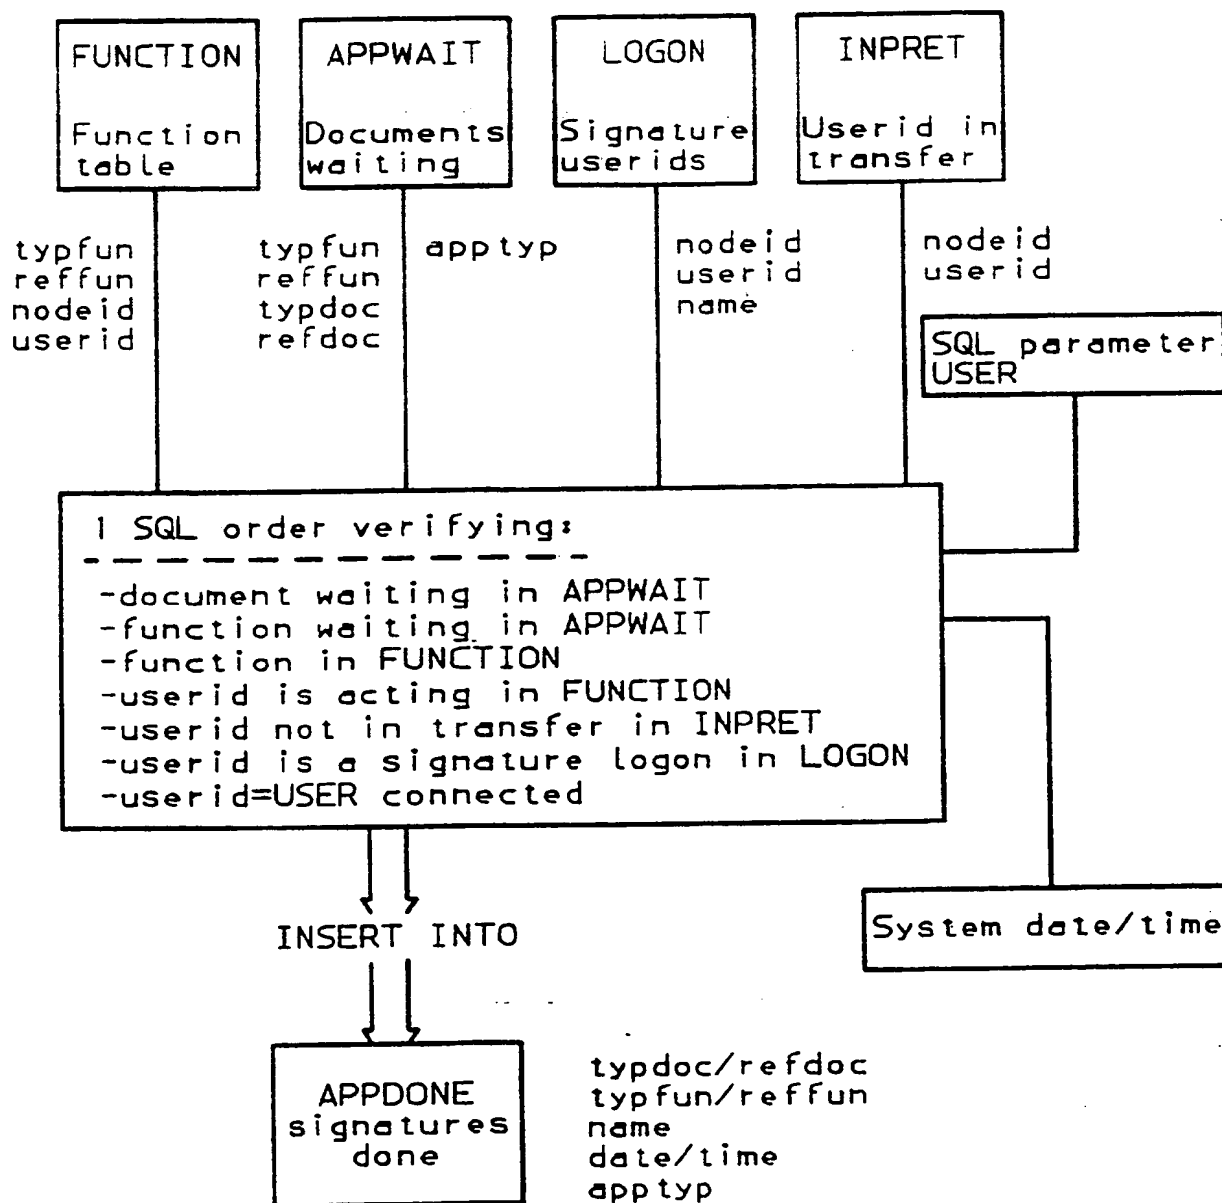 FUNCTION
Function
table
APPWAIT
Documents
waiting
LOGON
Signature
userids
INPRET
Userid in
transfer
typfun
reffun
nodeid
userid
typfun
reffun
typdoc
refdoc
apptyp
nodeid
userid
name
nodeid
userid
SQL parameter
USER
1 SQL order verifying:
-document waiting in APPWAIT
-function waiting in APPWAIT
-function in FUNCTION
-userid is acting in FUNCTION
-userid not in transfer in INPRET
-userid is a signature logon in LOGON
-userid=USER connected
System date/time
INSERT INTO
APPDONE
signatures
done
typdoc/refdoc
typfun/reffun
name
date/time
apptyp